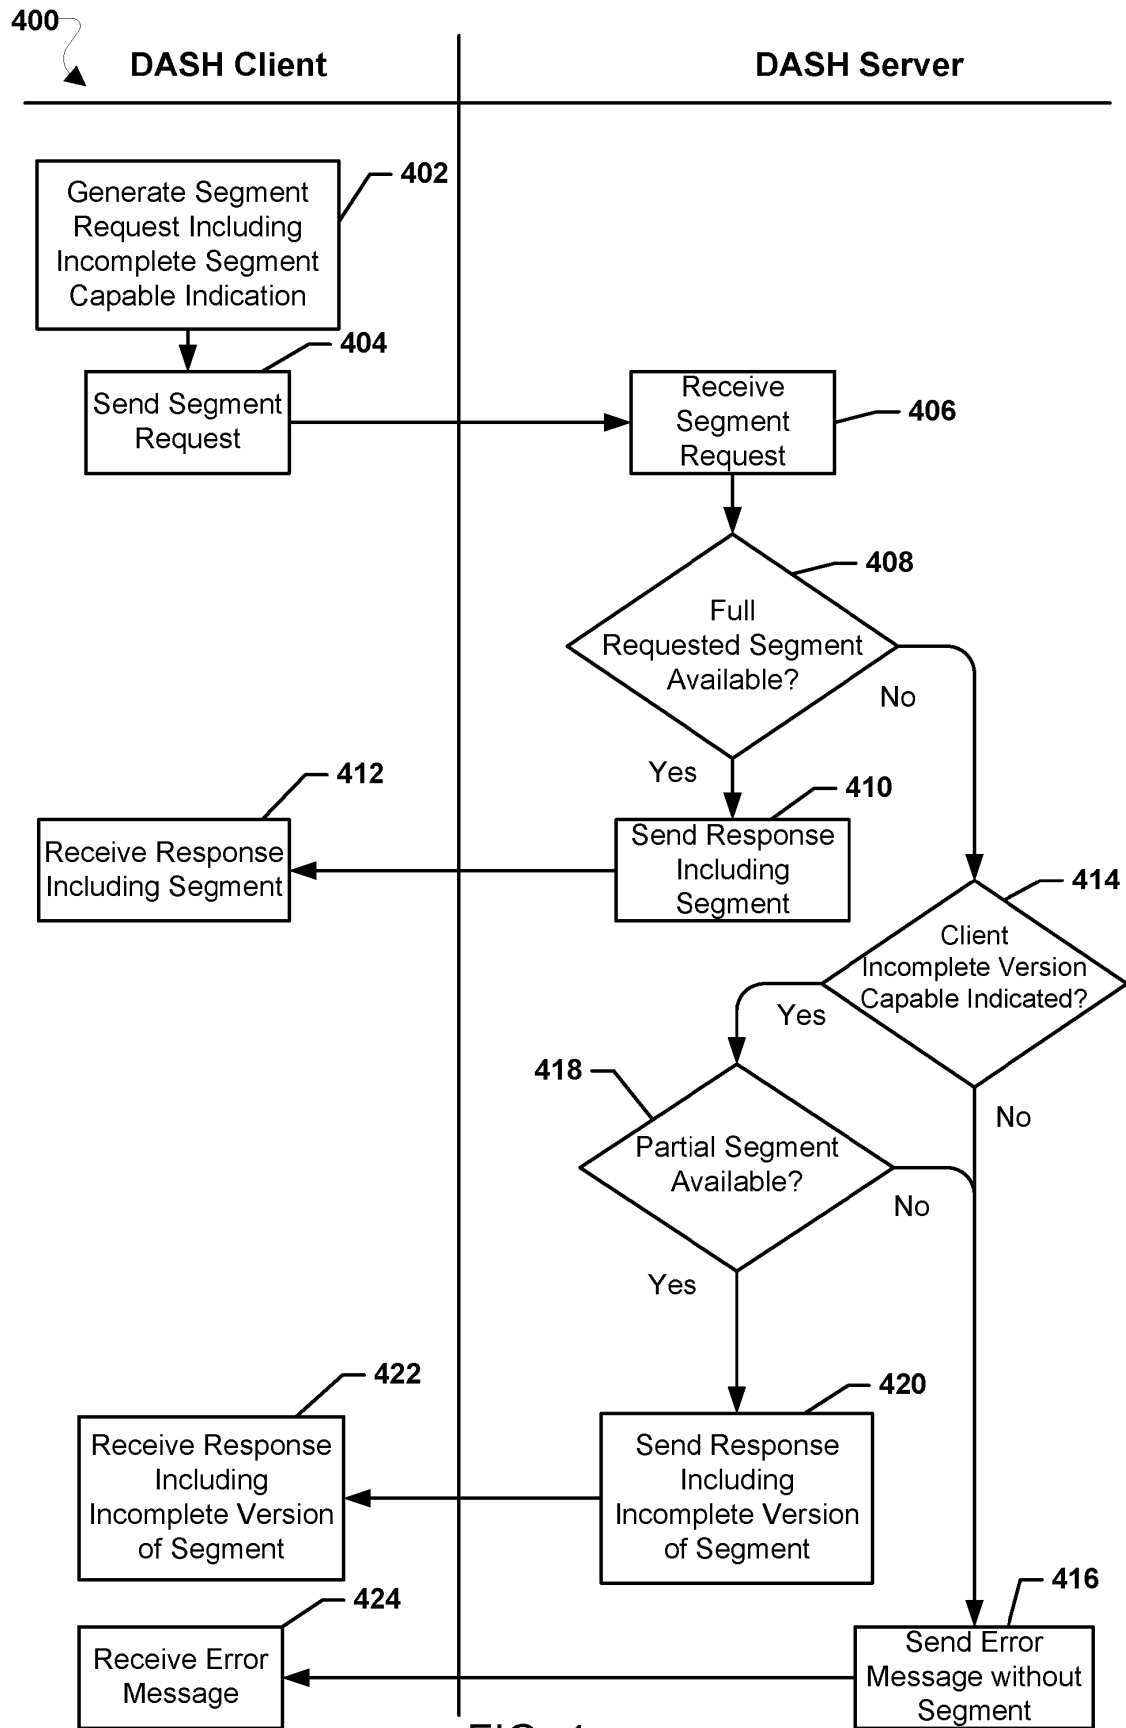 400
DASH Client
DASH Server
402
Generate Segment
Request Including
Incomplete Segment
Capable Indication
404
Send Segment
Request
Receive
Segment
Request
406
408
Full
Requested Segment
Available?
No
Yes
412
410
Receive Response
Including Segment
Send Response
Including
Segment
414
Client
Incomplete Version
Capable Indicated?
Yes
418
No
Partial Segment
Available?
No
Yes
422
420
Receive Response
Including
Incomplete Version
of Segment
Send Response
Including
Incomplete Version
of Segment
416
424
Receive Error
Message
Send Error
Message without
Segment